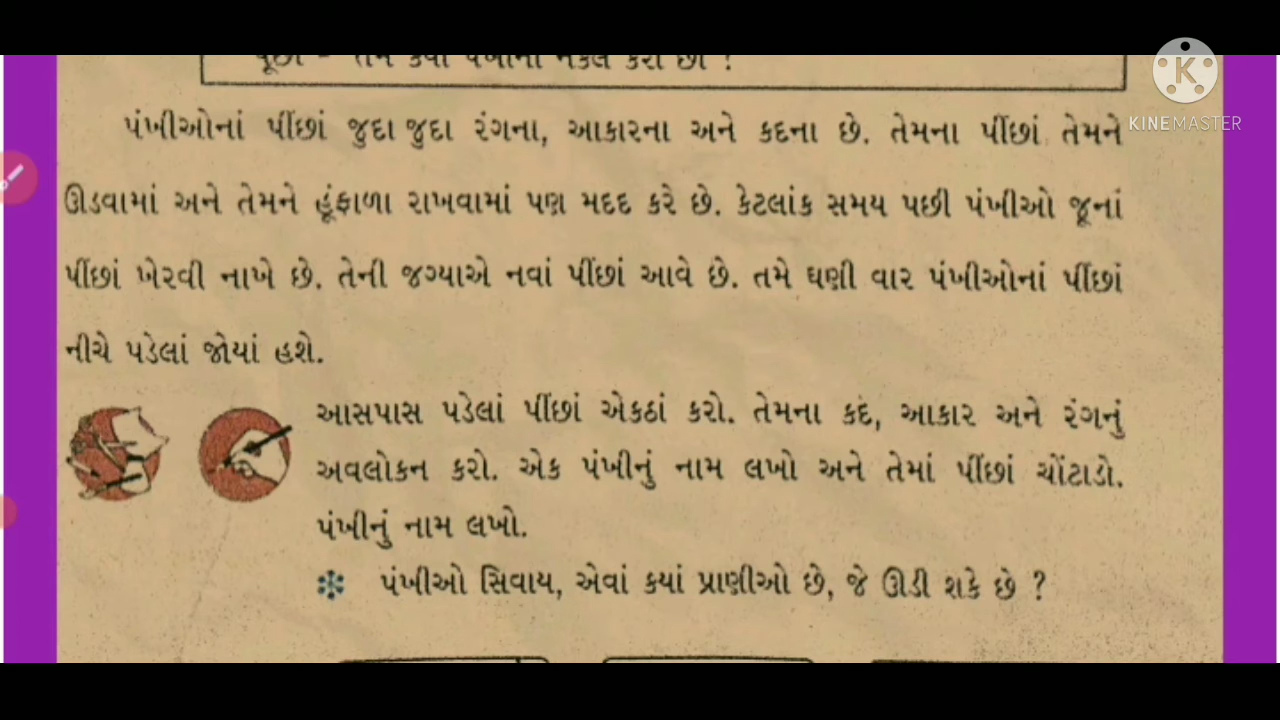 પંખીઓનાં પીંછાં જુદા જુદા રંગના, આકારના અને કદના છે. તેમના પીંછાં તેમને
ઊડવામાં અને તેમને હૂંફાળા રાખવામાં પણ મદદ કરે છે. કેટલાંક સમય પછી પંખીઓ જૂનાં
પીંછાં ખેરવી નાખે છે. તેની જગ્યાએ નવાં પીંછાં આવે છે. તમે ઘણી વાર પંખીઓનાં પીંછાં
નીચે પડેલાં જોયાં હશે.
આસપાસ પડેલાં પીંછાં એકઠાં કરો. તેમના કદ, આકાર અને રંગનું
અવલોકન કરો. એક પંખીનું નામ લખો અને તેમાં પીંછાં ચોંટાડો.
પંખીનું નામ લખો.
પંખીઓ સિવાય, એવાં કયાં પ્રાણીઓ છે, જે ઊડી શકે છે ?
K
KINEMASTER